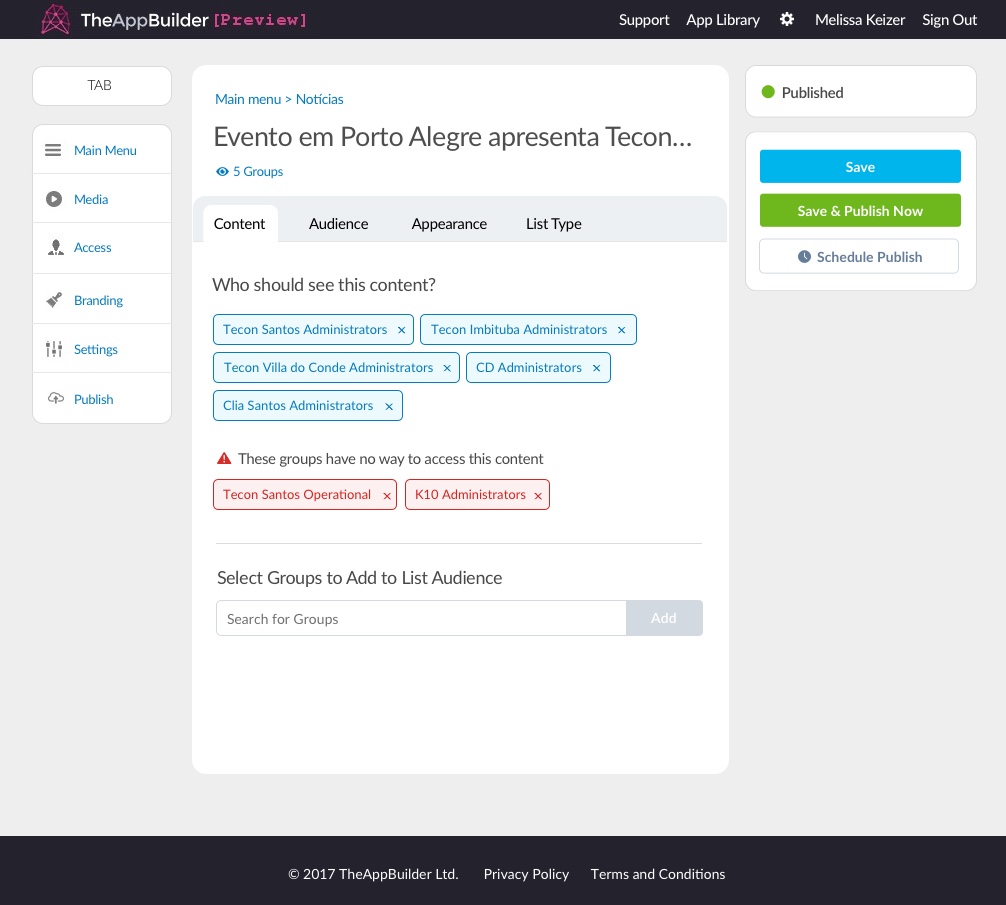 TheAppBuilder [Preview]
Support App Library Melissa Keizer Sign Out
TAB
Main Menu
Media
Access
Branding
Settings
Publish
Main menu > Notícias
Evento em Porto Alegre apresenta Tecon...
5 Groups
Content Audience Appearance List Type
Who should see this content?
Tecon Santos Administrators × Tecon Imbituba Administrators ×
Tecon Villa do Conde Administrators × CD Administrators ×
Clia Santos Administrators ×
These groups have no way to access this content
Tecon Santos Operational × K10 Administrators ×
Select Groups to Add to List Audience
Search for Groups Add
Published
Save
Save & Publish Now
Schedule Publish
© 2017 TheAppBuilder Ltd. Privacy Policy Terms and Conditions